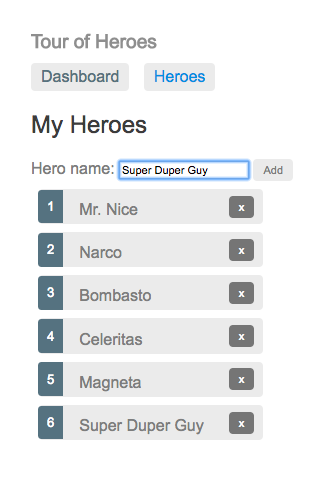 Tour of Heroes
Dashboard Heroes
My Heroes
Hero name: Super Duper Guy Add
1 Mr. Nice x
2 Narco x
3 Bombasto x
4 Celeritas x
5 Magneta x
6 Super Duper Guy x